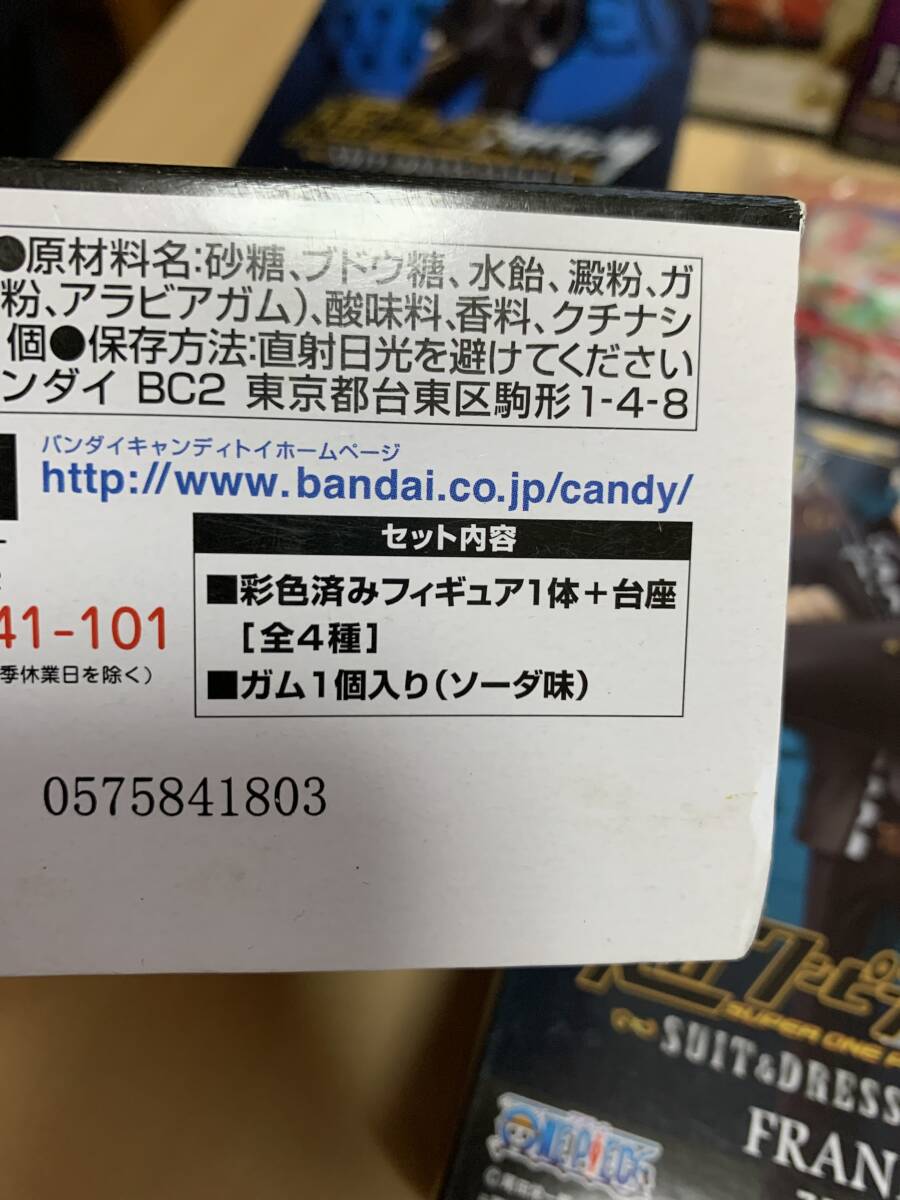 ●原材料名:砂糖、ブドウ糖、水飴、澱粉、ガ
粉、アラビアガム)、酸味料、香料、クチナシ
個●保存方法:直射日光を避けてください
ンダイ BC2 東京都台東区駒形1-4-8
バンダイキャンディトイホームページ
http://www.bandai.co.jp/candy/
セット内容
■彩色済みフィギュア1体+台座
[全4種]
■ガム1個入り(ソーダ味)
41-101
季休業日を除く)
0575841803
SUPER ONE P
SUIT&DRESS
ONE PIECE
FRAN